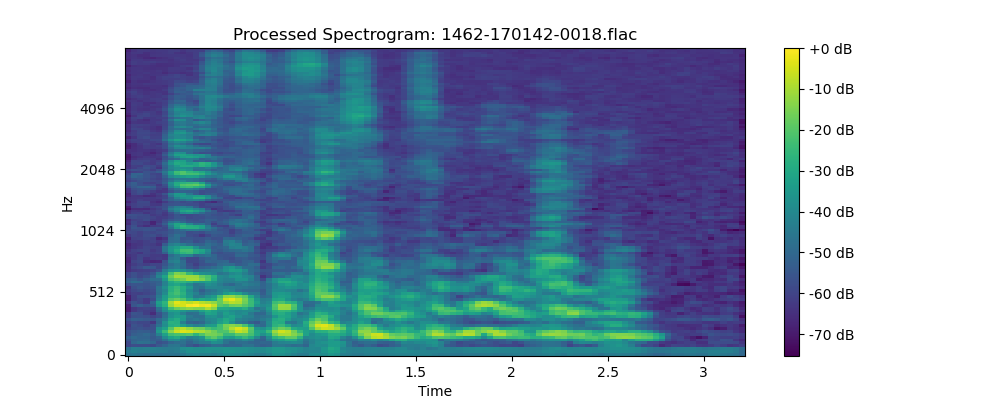 Processed Spectrogram: 1462-170142-0018.flac
+0 dB
-10 dB
-20 dB
-30 dB
-40 dB
-50 dB
-60 dB
-70 dB
4096
2048
1024
512
0
Hz
0
0.5
1
1.5
2
2.5
3
Time